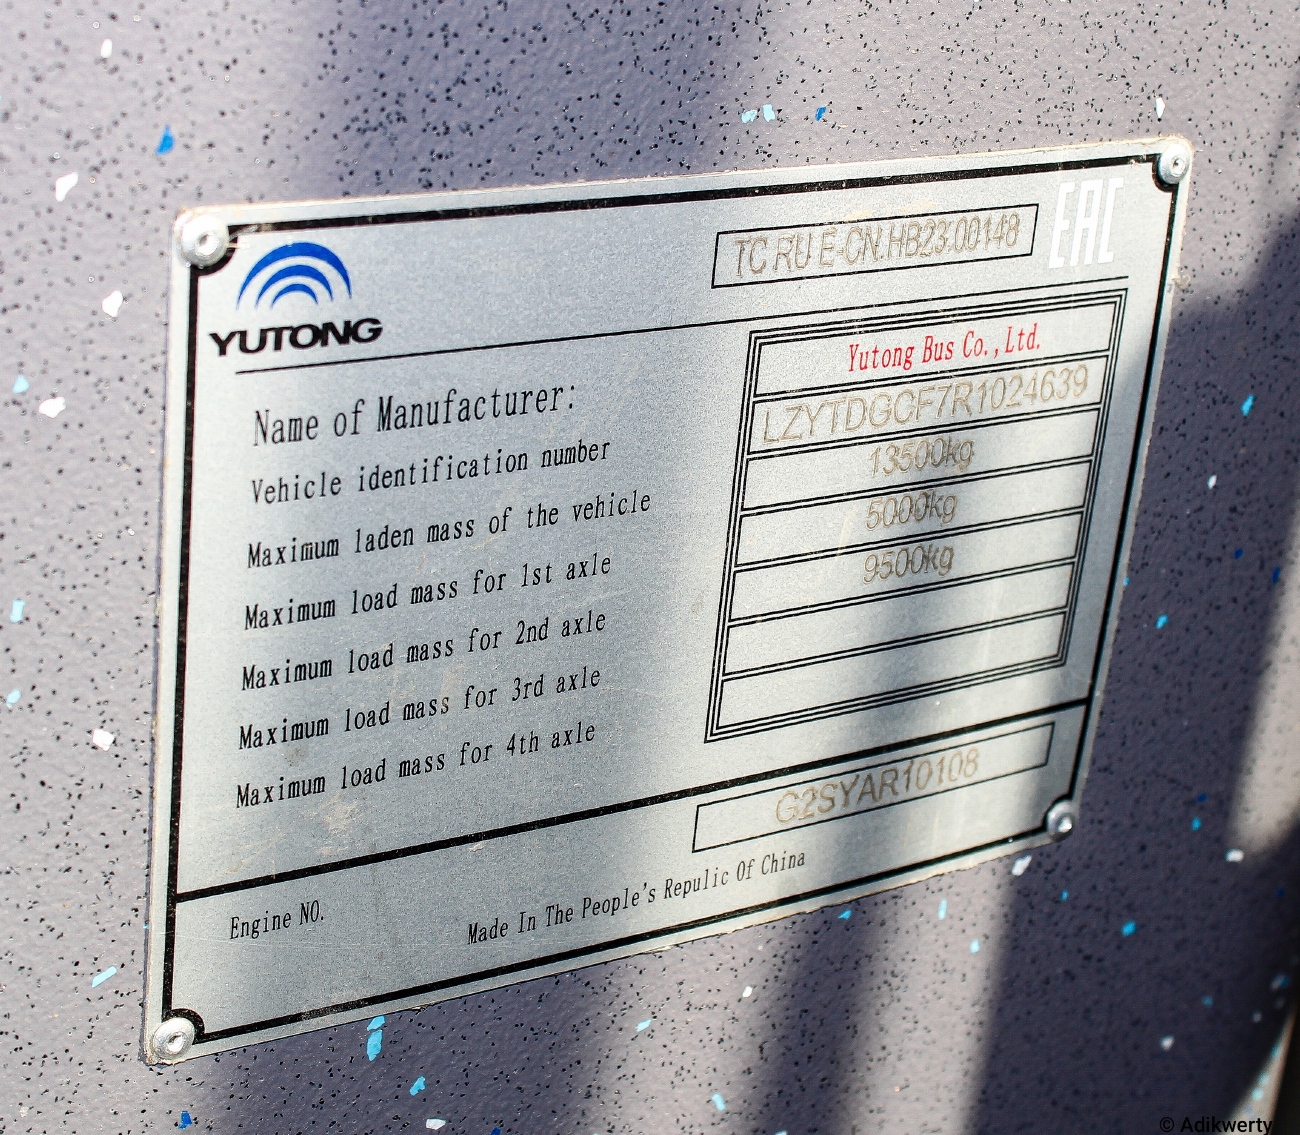 TC RU E-CN.HB23.00148 EAC
YUTONG
Name of Manufacturer: Yutong Bus Co.,Ltd.
Vehicle identification number LZYTDGCF7R1024639
Maximum laden mass of the vehicle 13500kg
Maximum load mass for 1st axle 5000kg
Maximum load mass for 2nd axle 9500kg
Maximum load mass for 3rd axle
Maximum load mass for 4th axle
Engine NO. G2SYAR10108
Made In The People's Repulic Of China
© Adikwerty